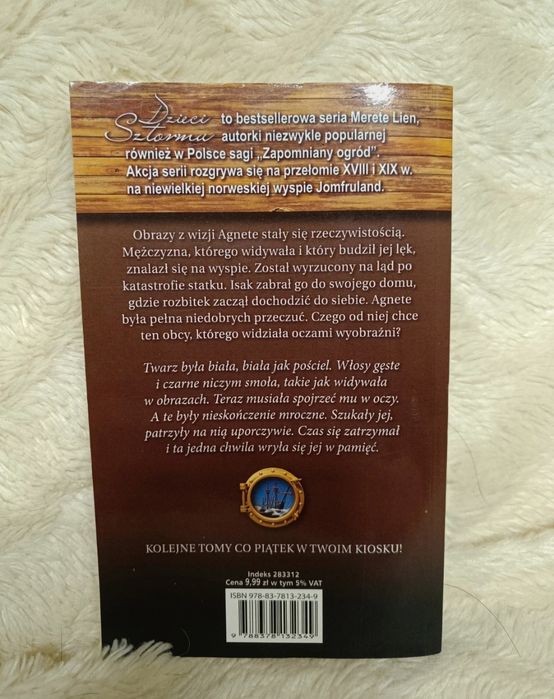 Dzieci Sztormu to bestsellerowa seria Merete Lien,
autorki niezwykle popularnej
również w Polsce sagi „Zapomniany ogród”.
Akcja serii rozgrywa się na przełomie XVIII i XIX w.
na niewielkiej norweskiej wyspie Jomfruland.
Obrazy z wizji Agnete stały się rzeczywistością.
Mężczyzna, którego widywała i który budził jej lęk,
znalazł się na wyspie. Został wyrzucony na ląd po
katastrofie statku. Isak zabrał go do swojego domu,
gdzie rozbitek zaczął dochodzić do siebie. Agnete
była pełna niedobrych przeczuć. Czego od niej chce
ten obcy, którego widziała oczami wyobraźni?
Twarz była biała, biała jak pościel. Włosy gęste
i czarne niczym smoła, takie jak widywała
w obrazach. Teraz musiała spojrzeć mu w oczy.
A te były nieskończenie mroczne. Szukały jej,
patrzyły na nią uporczywie. Czas się zatrzymał
i ta jedna chwila wryła się jej w pamięć.
KOLEJNE TOMY CO PIĄTEK W TWOIM KIOSKU!
Indeks 283312
Cena 9,99 zł w tym 5% VAT
ISBN 978-83-7813-234-9
9 788378 132349